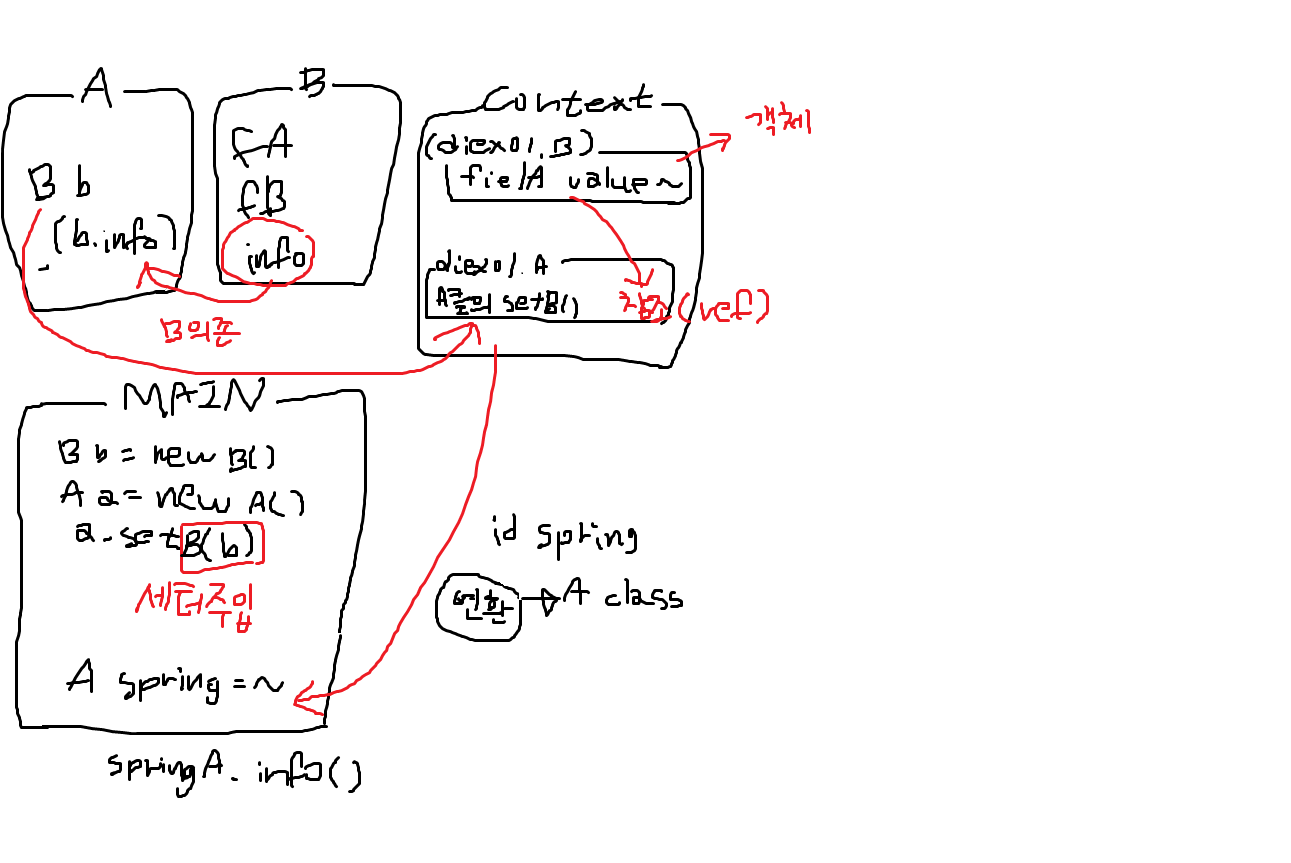 A
B b
(b.info)
B의존
B
fA
fB
info
Context
(diex01.B)
fielA value~
객체
diex01.A
A클의 setB()
참조(ref)
MAIN
B b = new B()
A a = new A()
a.setB(b)
세터주입
A spring = ~
springA.info()
id spring
변환 → A class